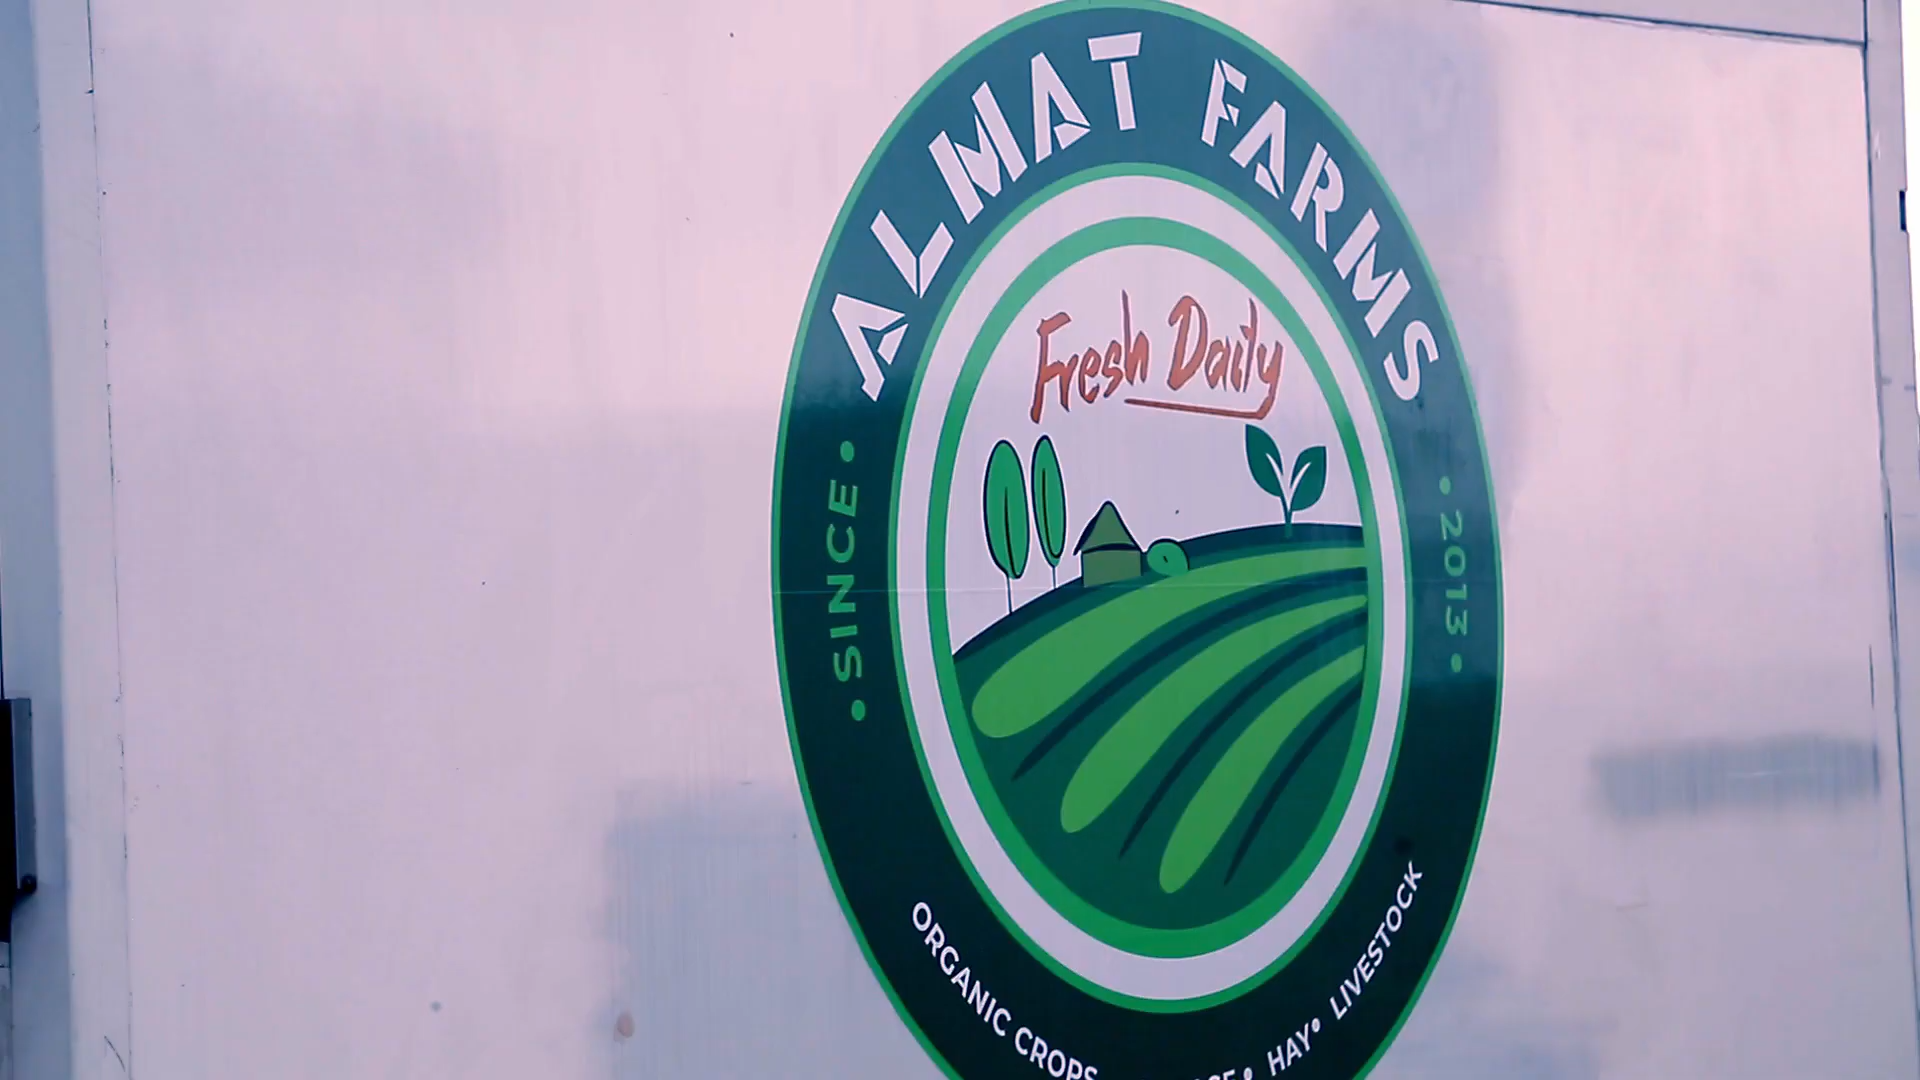 ALMAT FARMS
Fresh Daily
• SINCE •
• 2013 •
ORGANIC CROPS
HAY • LIVESTOCK